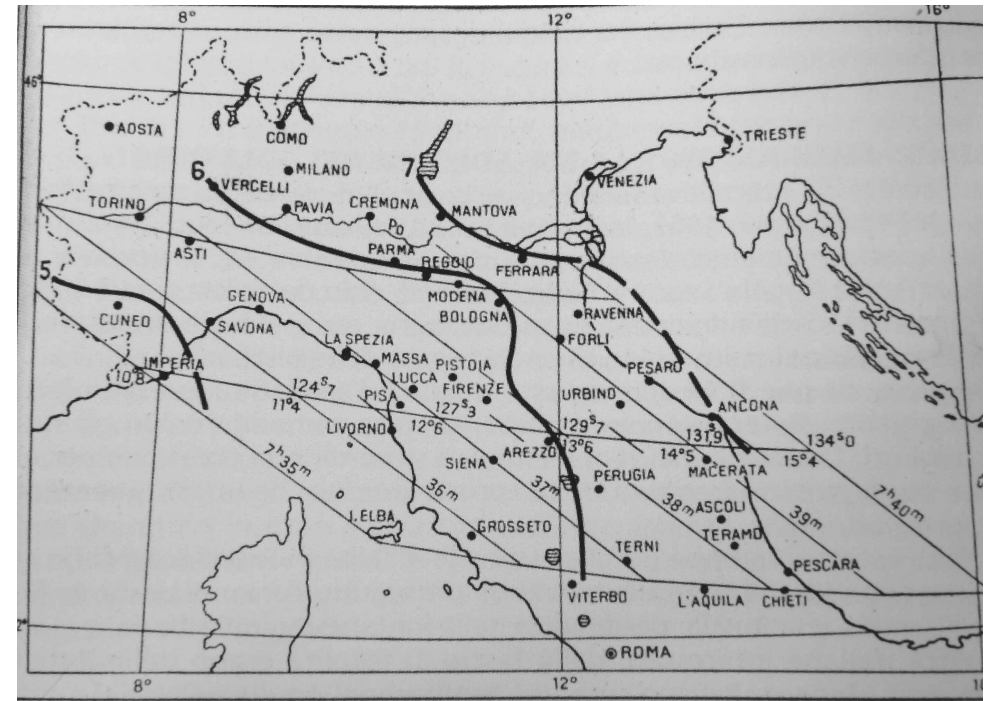 8°
12°
16°
AOSTA
COMO
TRIESTE
6
VERCELLI
MILANO
7
VENEZIA
TORINO
PAVIA
CREMONA
Po
MANTOVA
ASTI
PARMA
REGGIO
FERRARA
5
GENOVA
MODENA
BOLOGNA
CUNEO
SAVONA
RAVENNA
LA SPEZIA
FORLI
IMPERIA
MASSA
PISTOIA
PESARO
10°8
124ˢ7
LUCCA
FIRENZE
URBINO
11°4
PISA
127ˢ3
ANCONA
LIVORNO
12°6
129ˢ7
131ˢ9
134ˢ0
AREZZO
13°6
14°5
MACERATA
15°4
SIENA
7ʰ35ᵐ
36ᵐ
37ᵐ
PERUGIA
38ᵐ
39ᵐ
7ʰ40ᵐ
I. ELBA
GROSSETO
ASCOLI
TERAMO
TERNI
PESCARA
VITERBO
L'AQUILA
CHIETI
ROMA
8°
12°